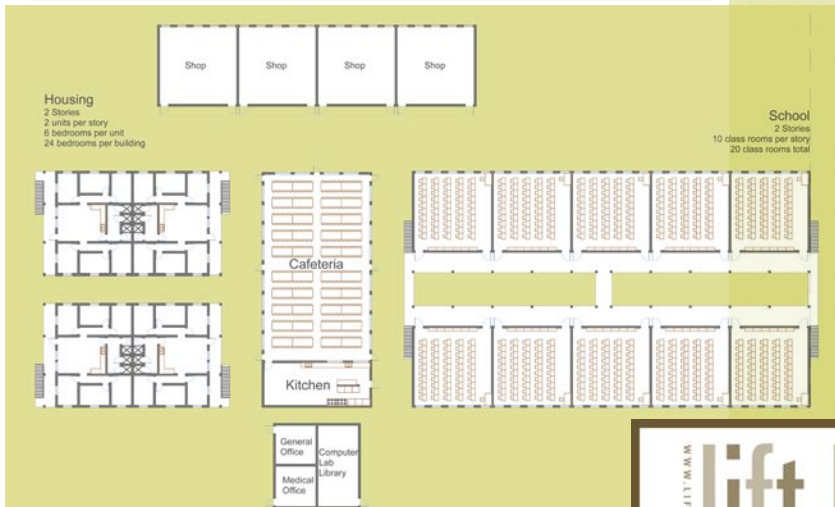 Shop
Shop
Shop
Shop
Housing
2 Stories
2 units per story
6 bedrooms per unit
24 bedrooms per building
School
2 Stories
10 class rooms per story
20 class rooms total
Cafeteria
Kitchen
General
Office
Medical
Office
Computer
Lab
Library
WWW.LIF
lift